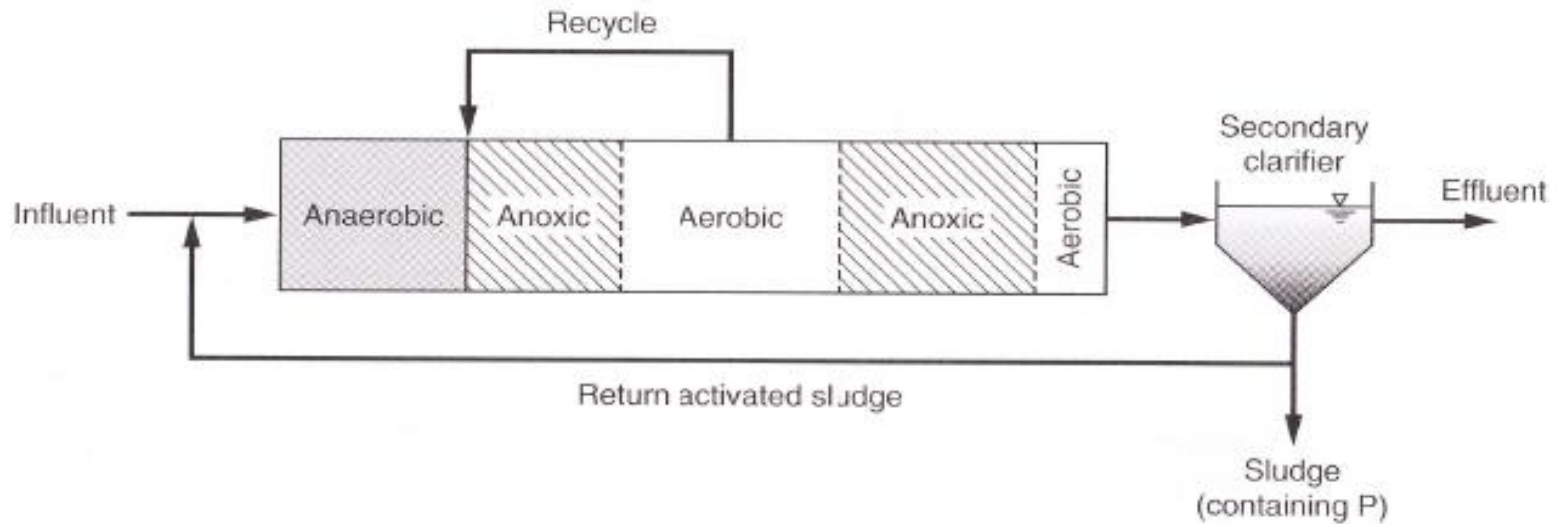 Recycle
Secondary
clarifier
Influent
Anaerobic
Anoxic
Aerobic
Anoxic
Aerobic
Effluent
Return activated sludge
Sludge
(containing P)